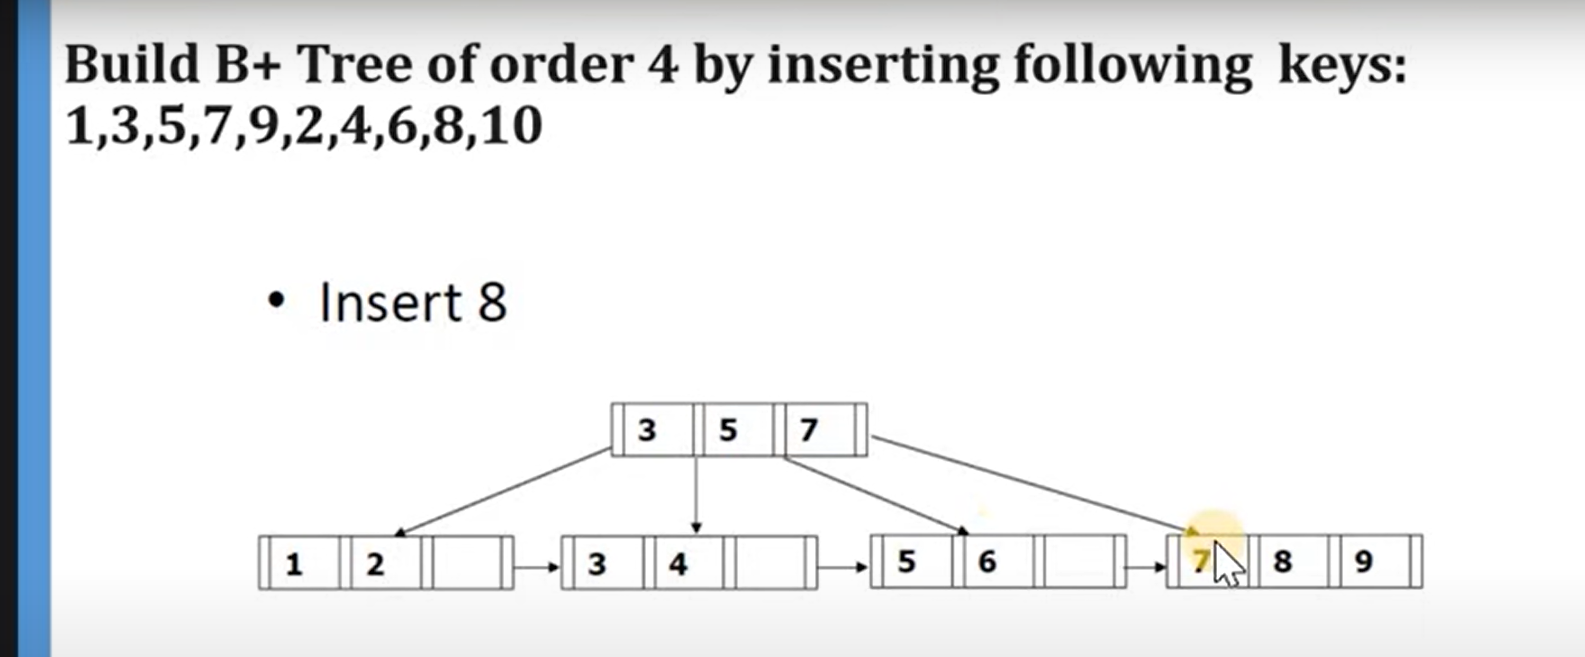 Build B+ Tree of order 4 by inserting following keys:
1,3,5,7,9,2,4,6,8,10
• Insert 8
3 5 7
1 2 3 4 5 6 7 8 9